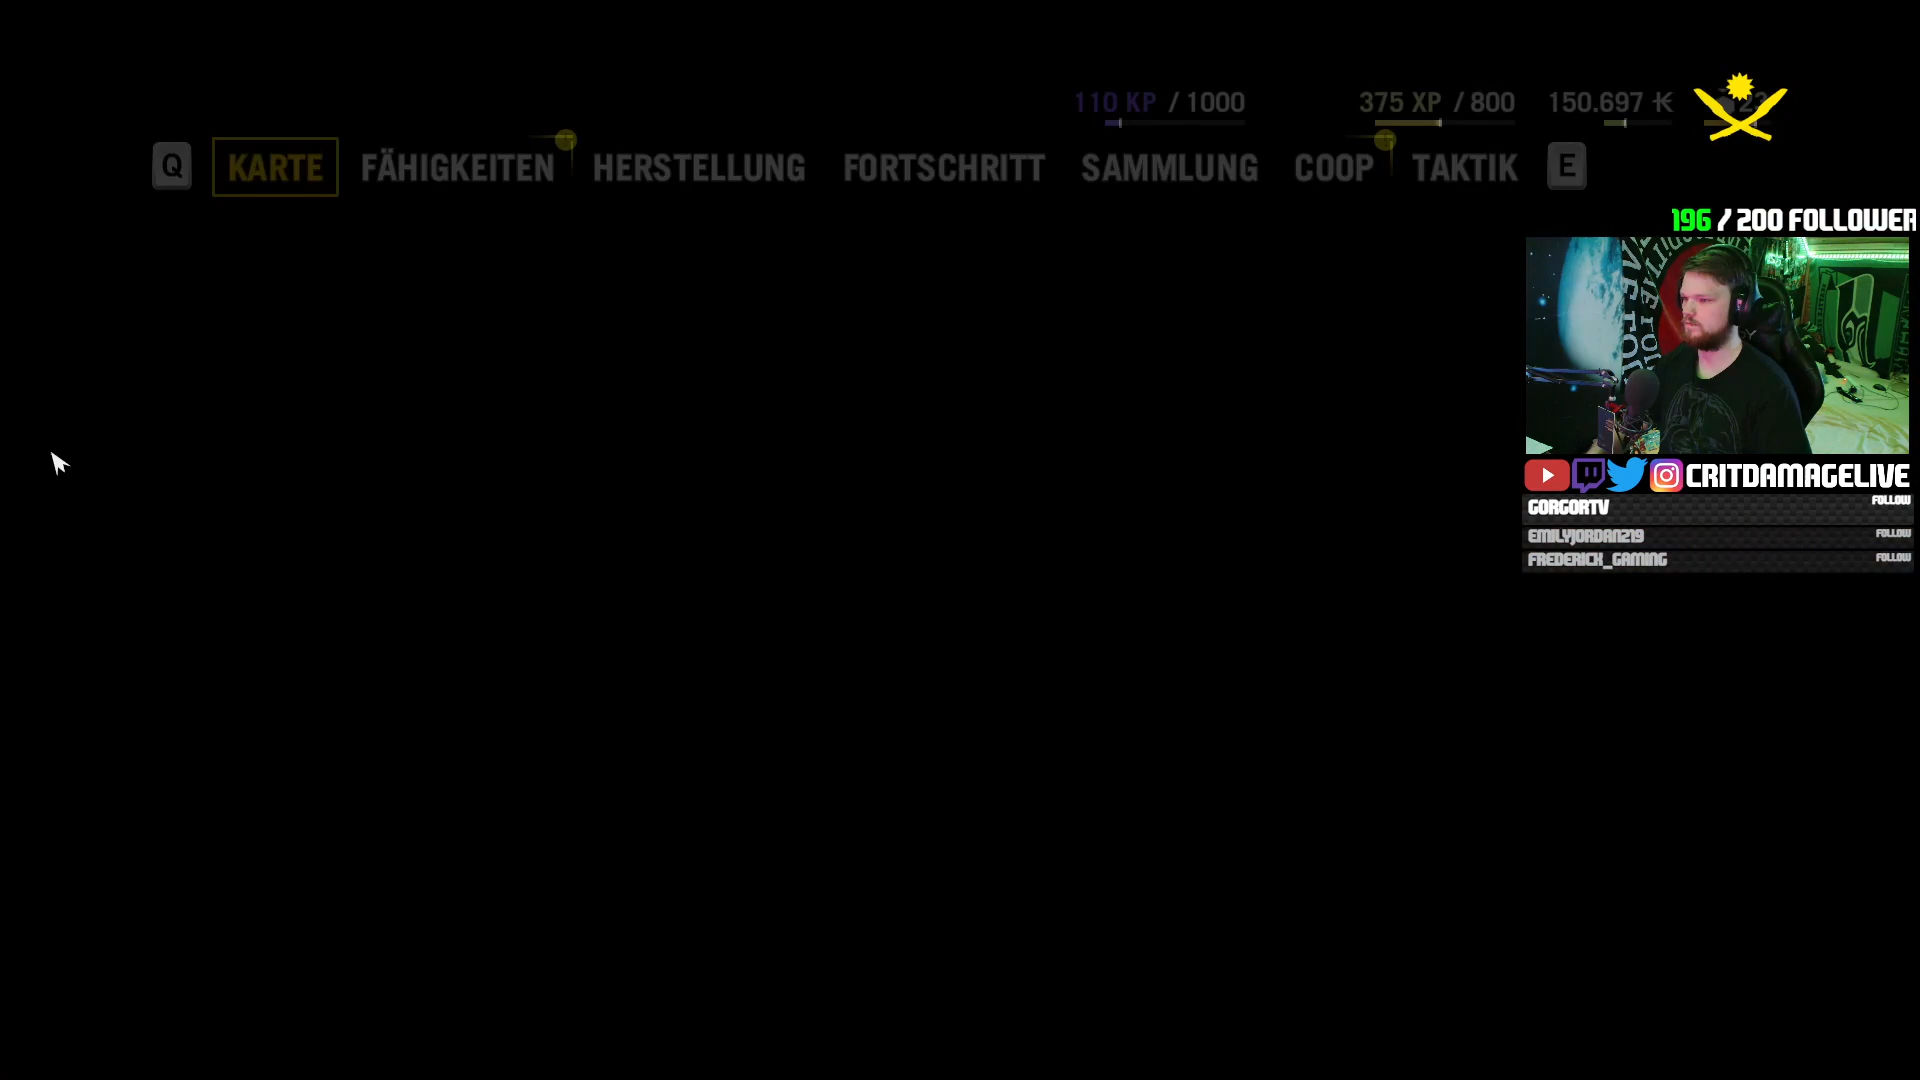 110 KP / 1000
375 XP / 800
150.697 K
23
Q
KARTE
FÄHIGKEITEN
HERSTELLUNG
FORTSCHRITT
SAMMLUNG
COOP
TAKTIK
E
196 / 200 FOLLOWER
CRITDAMAGELIVE
GORGORTV FOLLOW
EMILYJORDAN219 FOLLOW
FREDERICK_GAMING FOLLOW